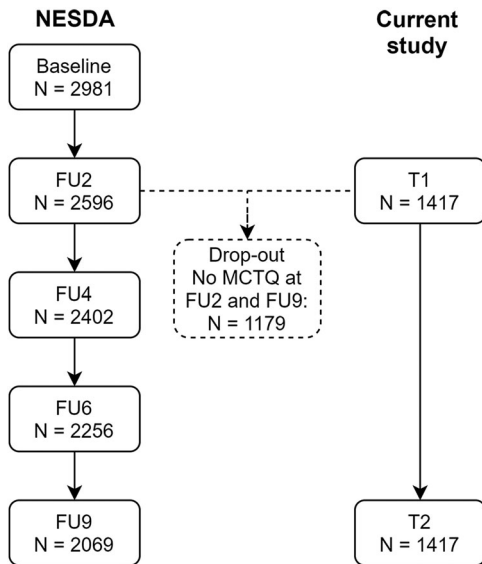 NESDA
Current
study
Baseline
N = 2981
FU2
N = 2596
T1
N = 1417
Drop-out
No MCTQ at
FU2 and FU9:
N = 1179
FU4
N = 2402
FU6
N = 2256
FU9
N = 2069
T2
N = 1417